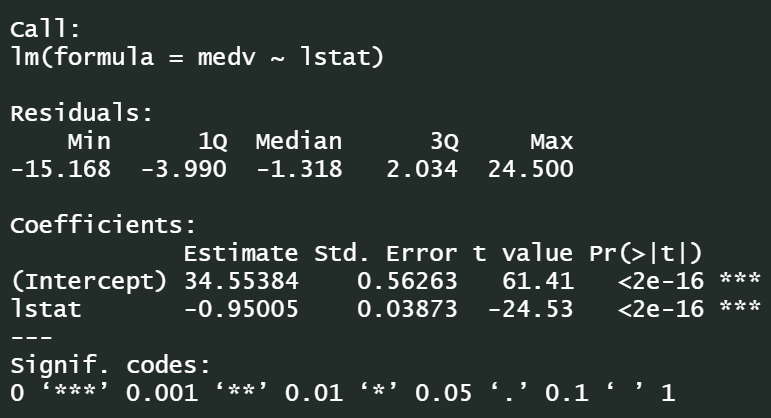 Call:
lm(formula = medv ~ lstat)
Residuals:
Min 1Q Median 3Q Max
-15.168 -3.990 -1.318 2.034 24.500
Coefficients:
Estimate Std. Error t value Pr(>|t|)
(Intercept) 34.55384 0.56263 61.41 <2e-16 ***
lstat -0.95005 0.03873 -24.53 <2e-16 ***
---
Signif. codes:
0 ‘***’ 0.001 ‘**’ 0.01 ‘*’ 0.05 ‘.’ 0.1 ‘ ’ 1